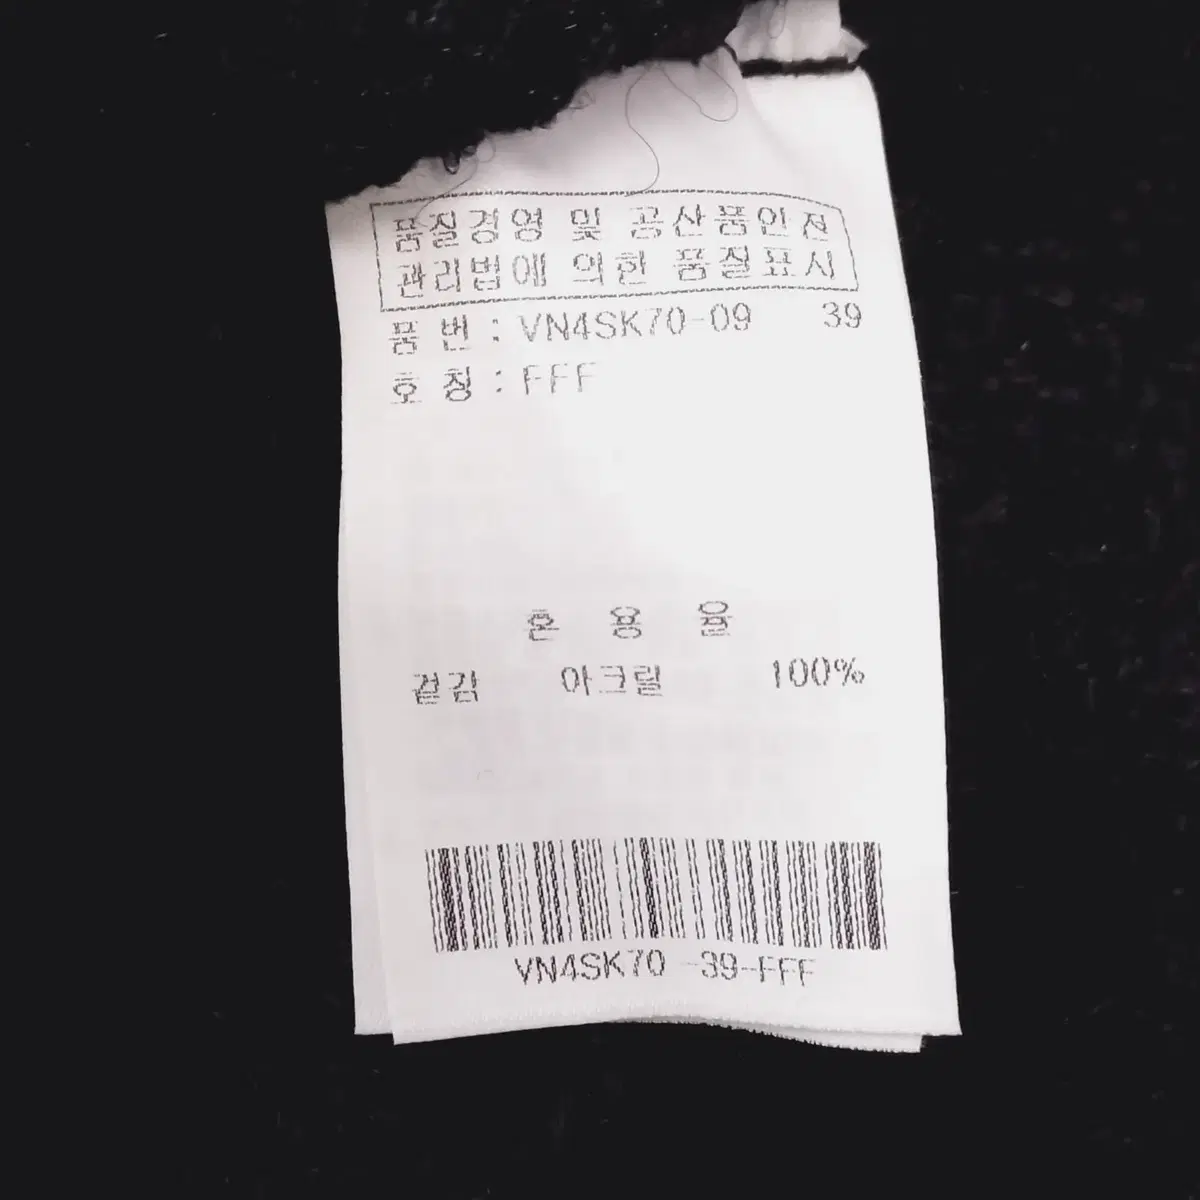 품질경영 및 공산품안전
관리법에 의한 품질표시
품 번 : VN4SK70-09 39
호 칭 : FFF
혼 용 율
겉감 아크릴 100%
VN4SK70 -39-FFF